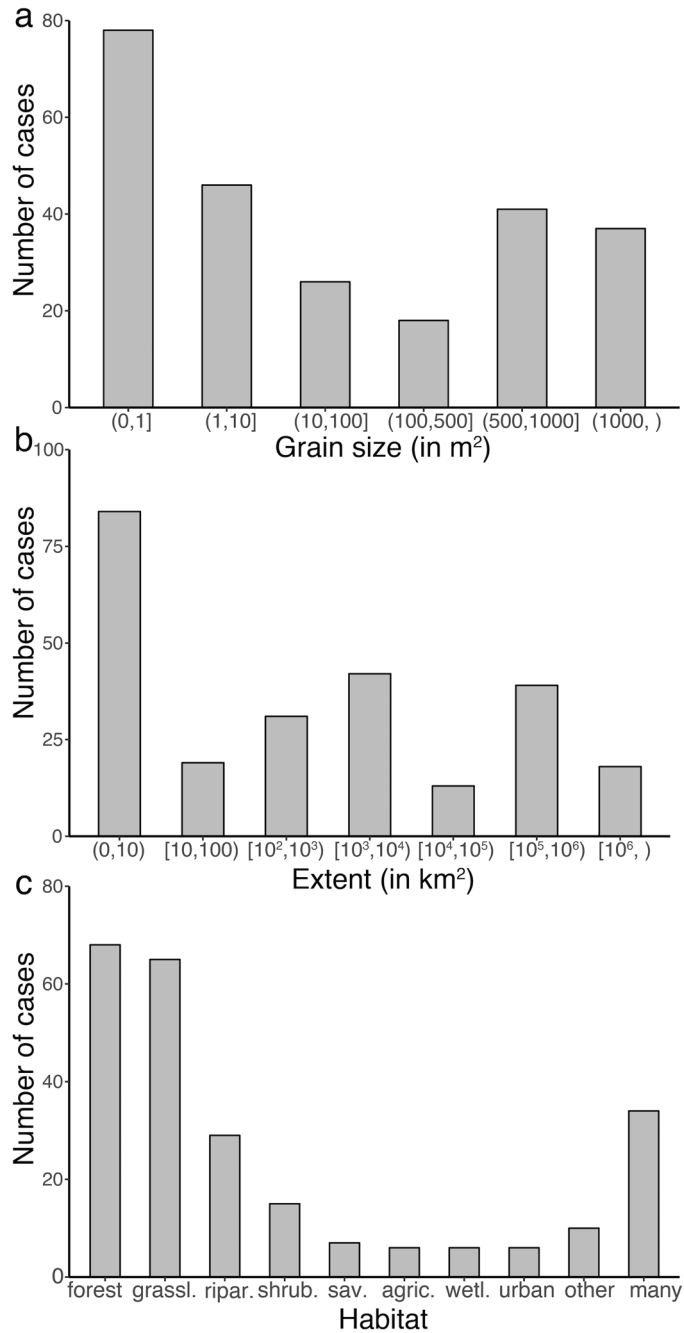 a
80
60
40
20
0
Number of cases
(0,1] (1,10] (10,100] (100,500] (500,1000] (1000, )
Grain size (in m²)
b
100
75
50
25
0
Number of cases
(0,10) [10,100) [10²,10³) [10³,10⁴) [10⁴,10⁵) [10⁵,10⁶) [10⁶, )
Extent (in km²)
c
80
60
40
20
0
Number of cases
forest grassl. ripar. shrub. sav. agric. wetl. urban other many
Habitat